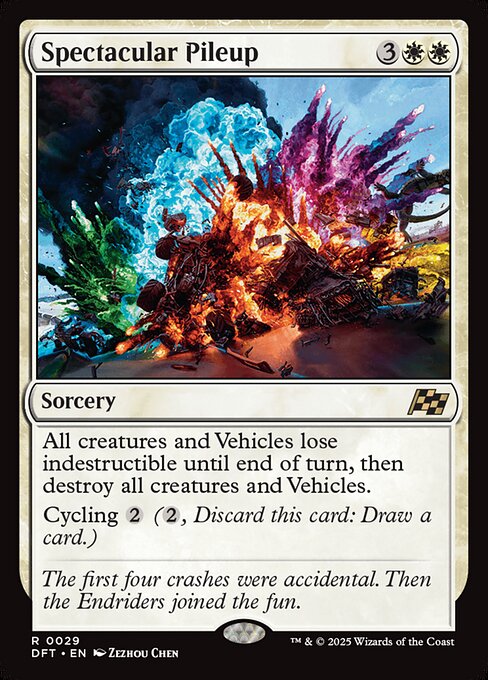 Spectacular Pileup 3
Sorcery
All creatures and Vehicles lose
indestructible until end of turn, then
destroy all creatures and Vehicles.
Cycling 2 (2, Discard this card: Draw a
card.)
The first four crashes were accidental. Then
the Endriders joined the fun.
R 0029
DFT • EN Zezhou Chen
™ & © 2025 Wizards of the Coast